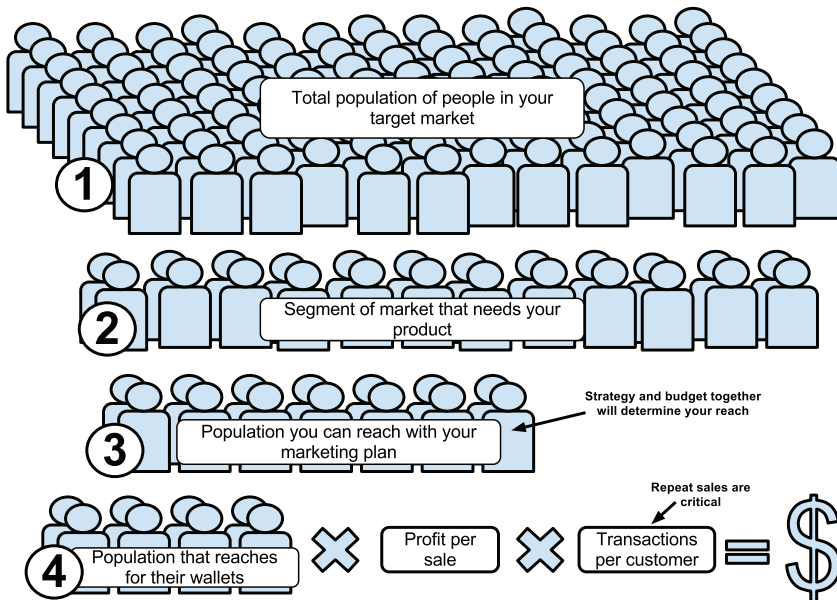 Total population of people in your
target market
1
Segment of market that needs your
product
2
Strategy and budget together
will determine your reach
Population you can reach with your
marketing plan
3
Repeat sales are
critical
Population that reaches
for their wallets
4
Profit per
sale
Transactions
per customer
$